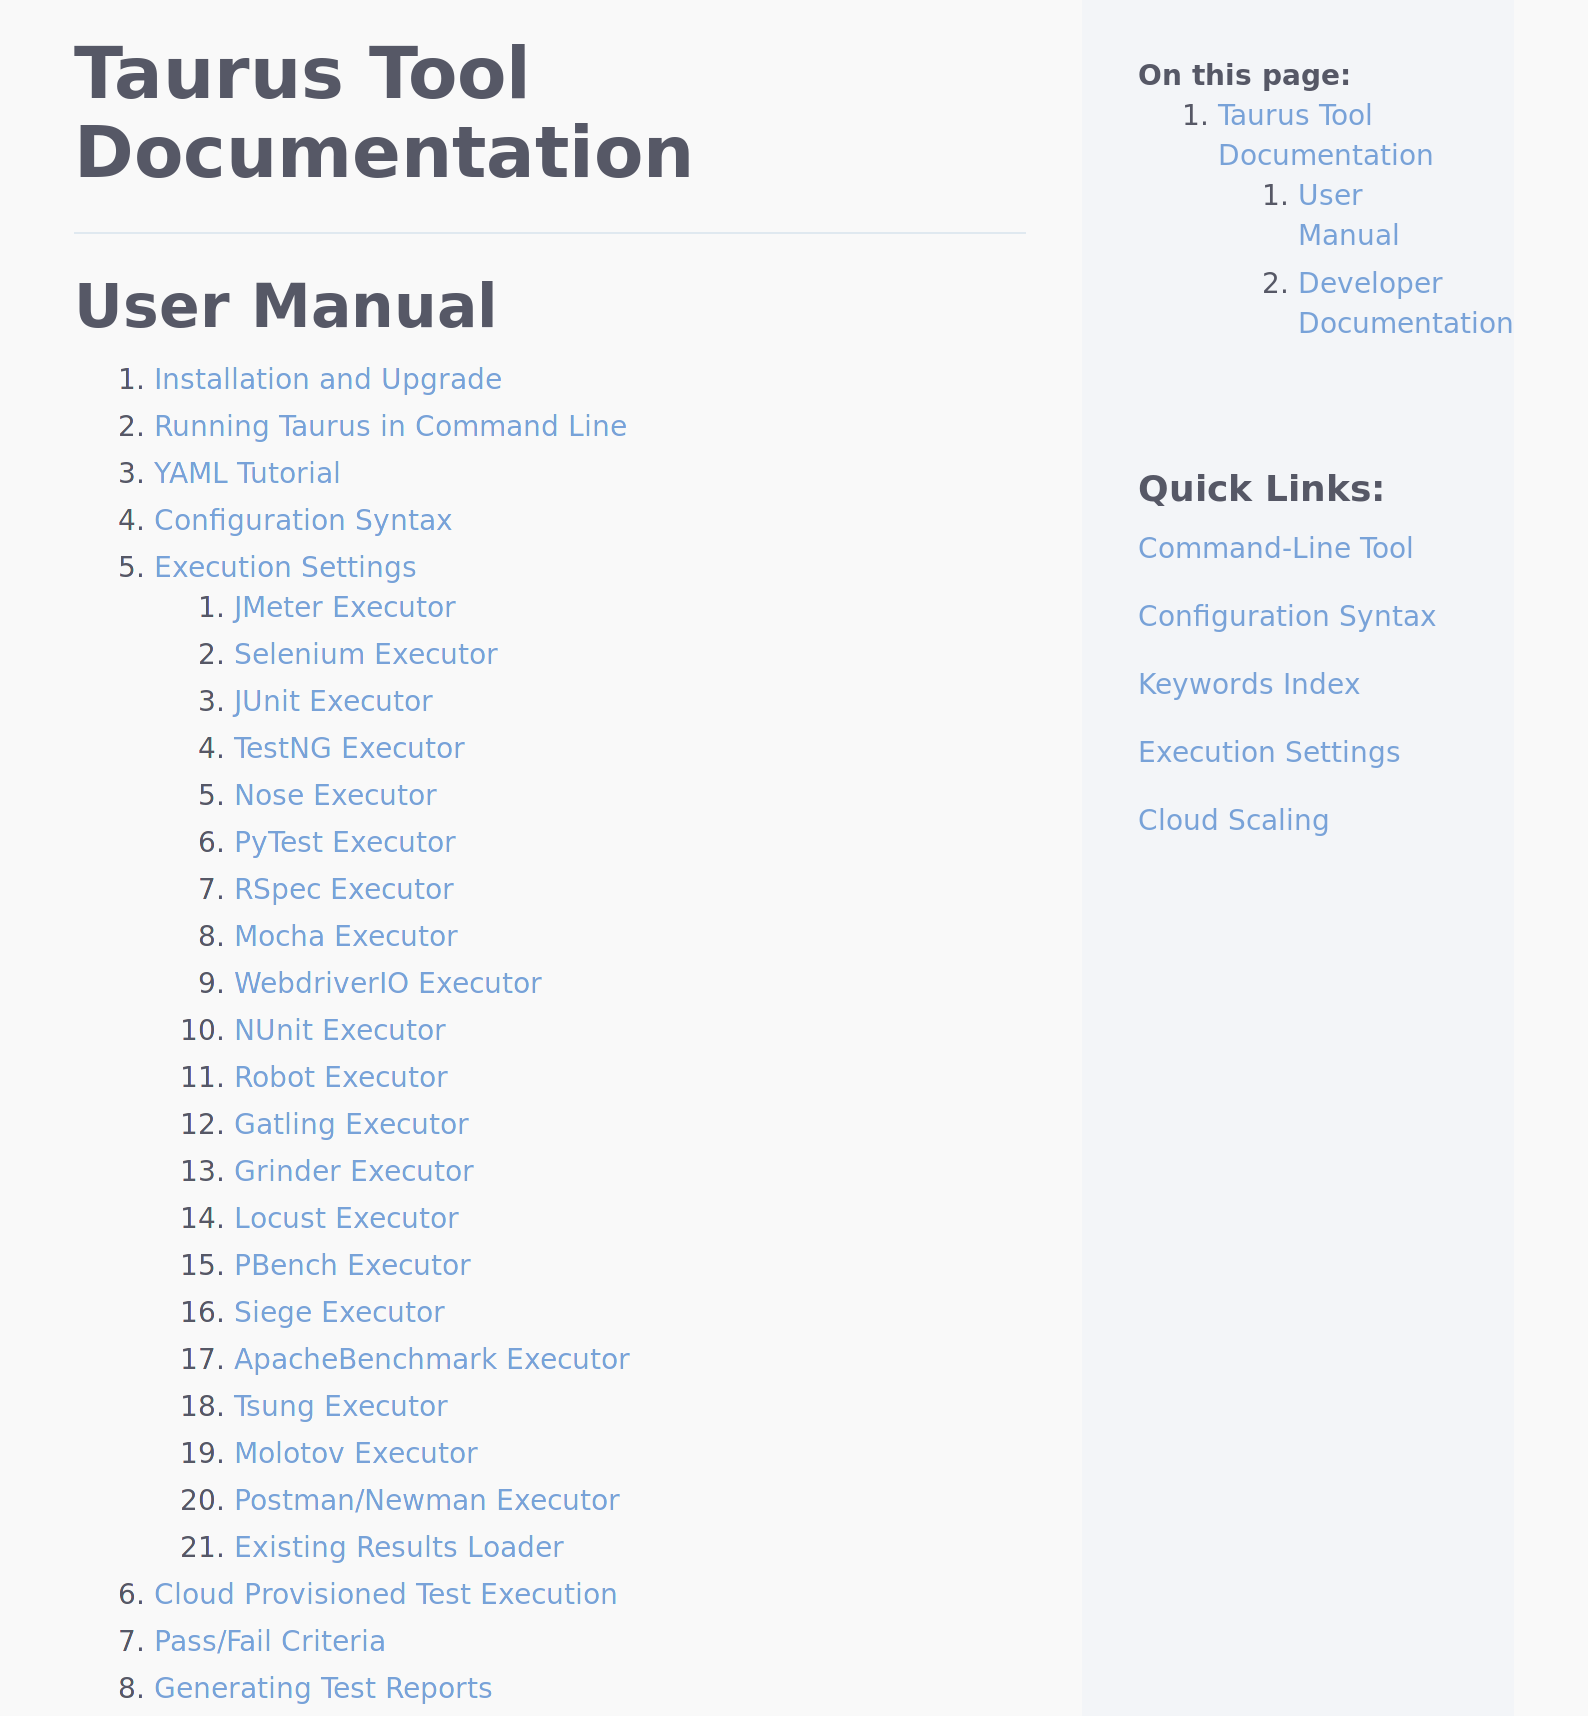 Taurus Tool
Documentation
User Manual
1. Installation and Upgrade
2. Running Taurus in Command Line
3. YAML Tutorial
4. Configuration Syntax
5. Execution Settings
1. JMeter Executor
2. Selenium Executor
3. JUnit Executor
4. TestNG Executor
5. Nose Executor
6. PyTest Executor
7. RSpec Executor
8. Mocha Executor
9. WebdriverIO Executor
10. NUnit Executor
11. Robot Executor
12. Gatling Executor
13. Grinder Executor
14. Locust Executor
15. PBench Executor
16. Siege Executor
17. ApacheBenchmark Executor
18. Tsung Executor
19. Molotov Executor
20. Postman/Newman Executor
21. Existing Results Loader
6. Cloud Provisioned Test Execution
7. Pass/Fail Criteria
8. Generating Test Reports
On this page:
1. Taurus Tool
Documentation
1. User
Manual
2. Developer
Documentation
Quick Links:
Command-Line Tool
Configuration Syntax
Keywords Index
Execution Settings
Cloud Scaling